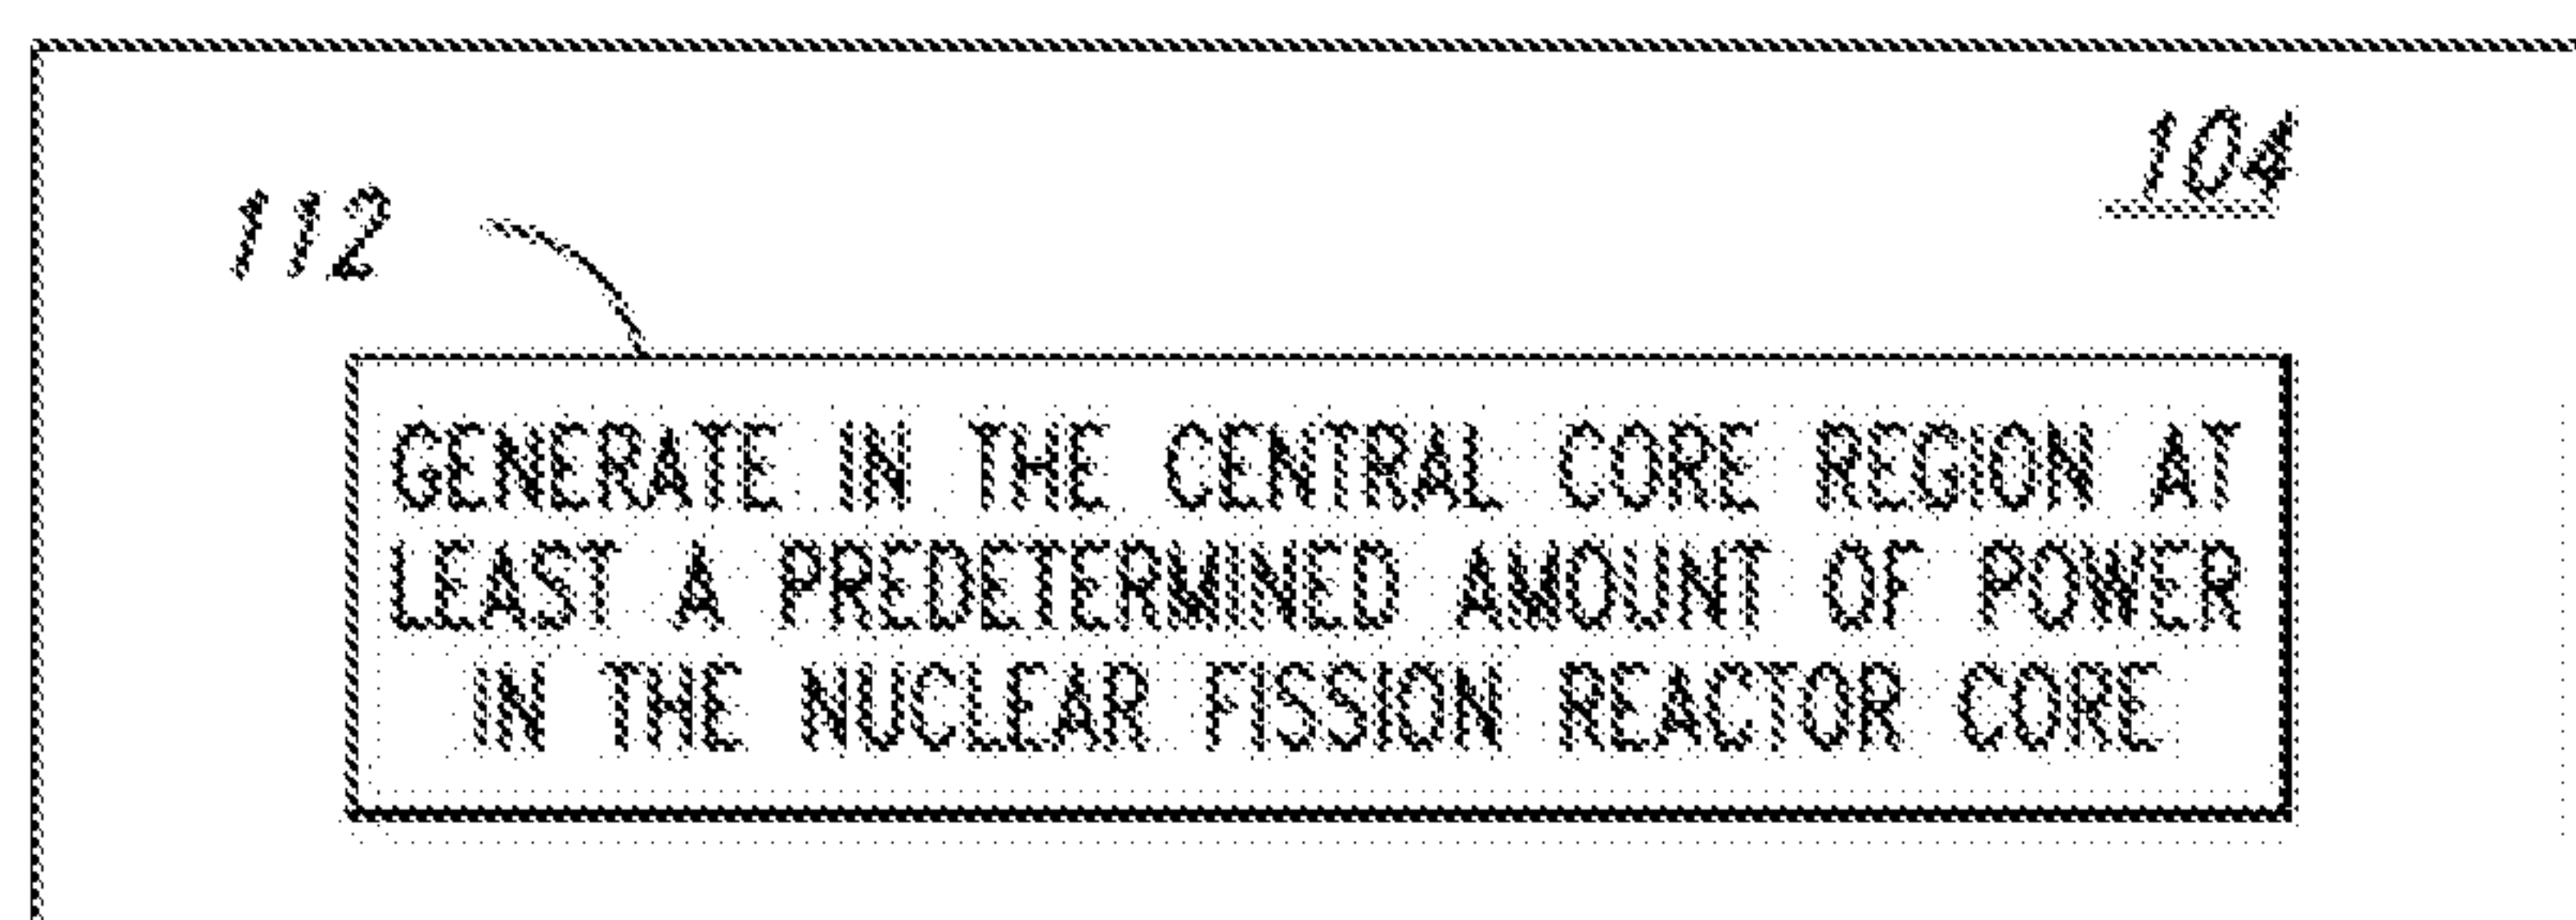 104
112
GENERATE IN THE CENTRAL CORE REGION AT
LEAST A PREDETERMINED AMOUNT OF POWER
IN THE NUCLEAR FISSION REACTOR CORE